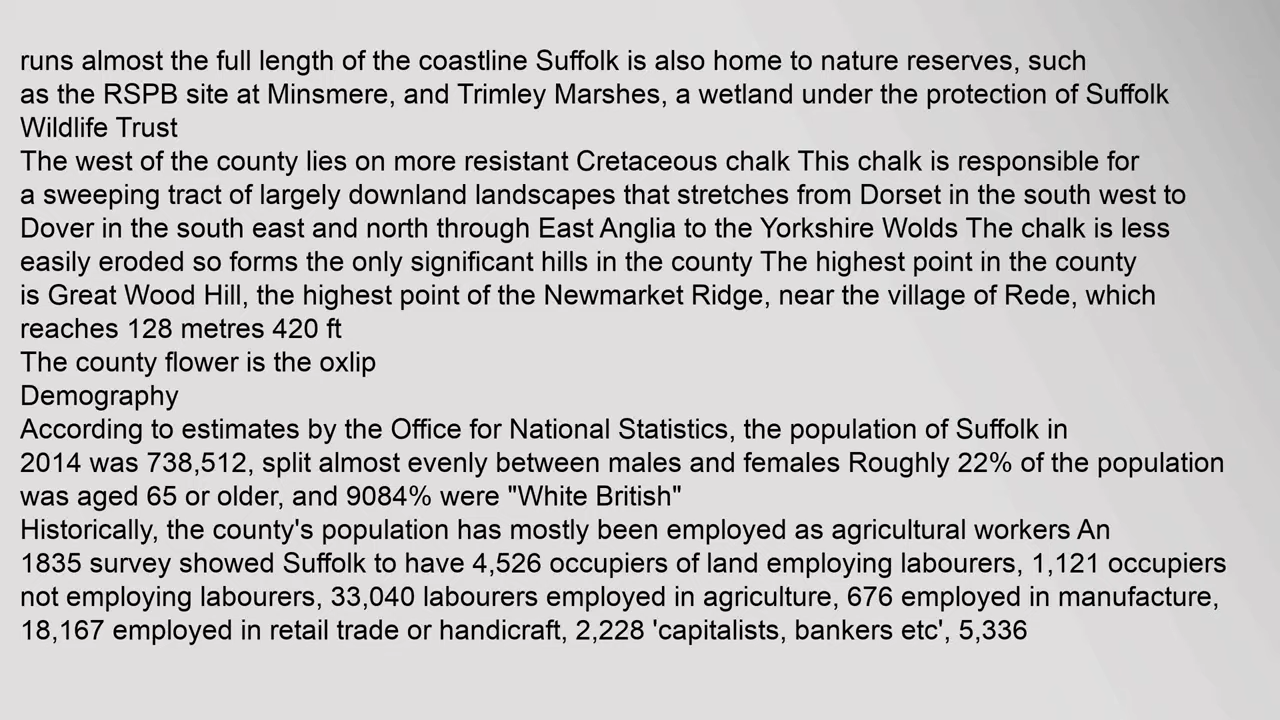 runs almost the full length of the coastline Suffolk is also home to nature reserves, such
as the RSPB site at Minsmere, and Trimley Marshes, a wetland under the protection of Suffolk
Wildlife Trust
The west of the county lies on more resistant Cretaceous chalk This chalk is responsible for
a sweeping tract of largely downland landscapes that stretches from Dorset in the south west to
Dover in the south east and north through East Anglia to the Yorkshire Wolds The chalk is less
easily eroded so forms the only significant hills in the county The highest point in the county
is Great Wood Hill, the highest point of the Newmarket Ridge, near the village of Rede, which
reaches 128 metres 420 ft
The county flower is the oxlip
Demography
According to estimates by the Office for National Statistics, the population of Suffolk in
2014 was 738,512, split almost evenly between males and females Roughly 22% of the population
was aged 65 or older, and 9084% were "White British"
Historically, the county's population has mostly been employed as agricultural workers An
1835 survey showed Suffolk to have 4,526 occupiers of land employing labourers, 1,121 occupiers
not employing labourers, 33,040 labourers employed in agriculture, 676 employed in manufacture,
18,167 employed in retail trade or handicraft, 2,228 'capitalists, bankers etc', 5,336